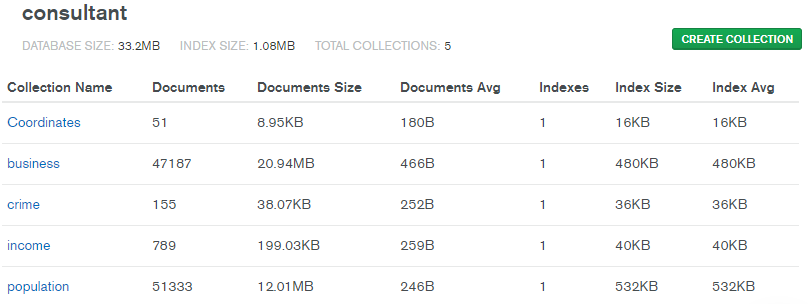 consultant
DATABASE SIZE: 33.2MB INDEX SIZE: 1.08MB TOTAL COLLECTIONS: 5
CREATE COLLECTION
Collection Name Documents Documents Size Documents Avg Indexes Index Size Index Avg
Coordinates 51 8.95KB 180B 1 16KB 16KB
business 47187 20.94MB 466B 1 480KB 480KB
crime 155 38.07KB 252B 1 36KB 36KB
income 789 199.03KB 259B 1 40KB 40KB
population 51333 12.01MB 246B 1 532KB 532KB